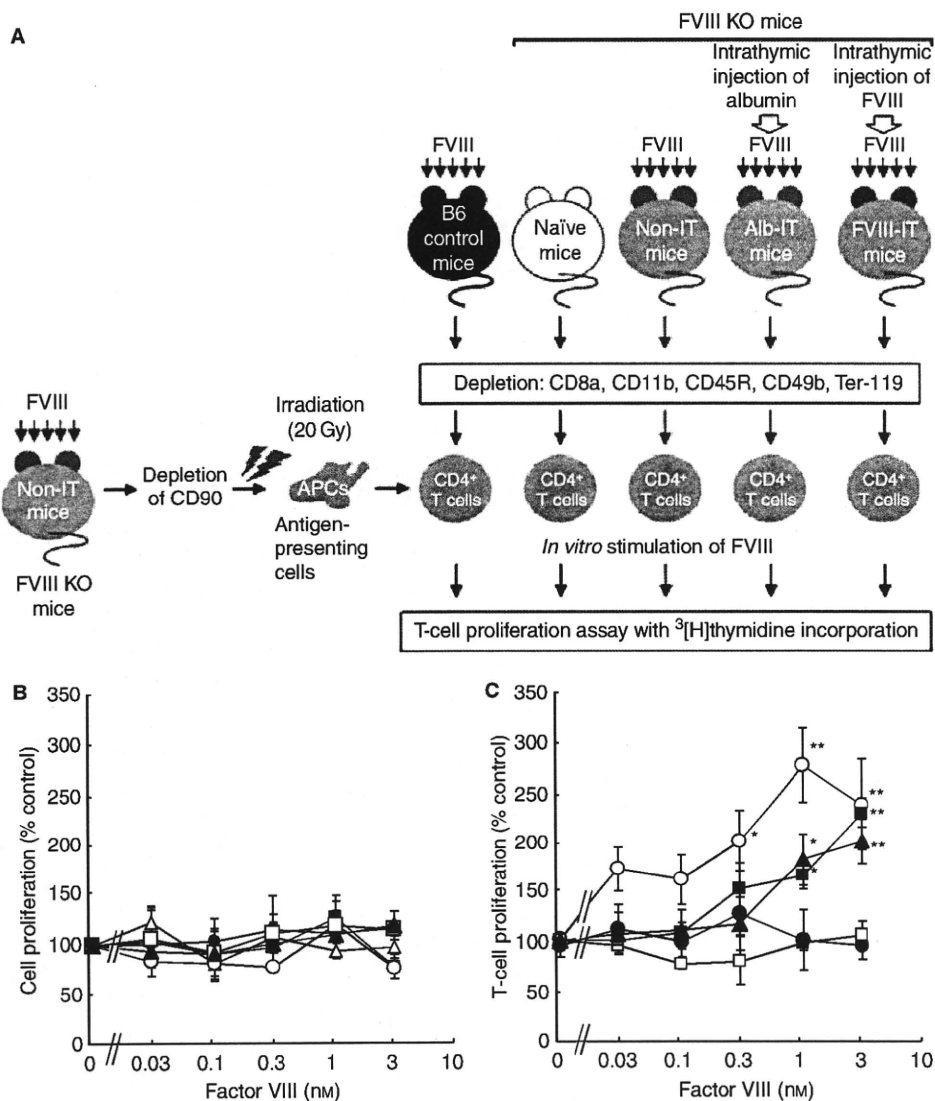 A
FVIII KO mice
Intrathymic
injection of
albumin
Intrathymic
injection of
FVIII
FVIII
FVIII
FVIII
FVIII
B6
control
mice
Naïve
mice
Non-IT
mice
Alb-IT
mice
FVIII-IT
mice
Depletion: CD8a, CD11b, CD45R, CD49b, Ter-119
FVIII
Non-IT
mice
FVIII KO
mice
Depletion
of CD90
Irradiation
(20 Gy)
APCs
Antigen-
presenting
cells
CD4+
T cells
CD4+
T cells
CD4+
T cells
CD4+
T cells
CD4+
T cells
In vitro stimulation of FVIII
T-cell proliferation assay with ³[H]thymidine incorporation
B
Cell proliferation (% control)
350
300
250
200
150
100
50
0
0 0.03 0.1 0.3 1 3 10
Factor VIII (nM)
C
T-cell proliferation (% control)
350
300
250
200
150
100
50
0
**
*
**
**
*
*
**
0 0.03 0.1 0.3 1 3 10
Factor VIII (nM)